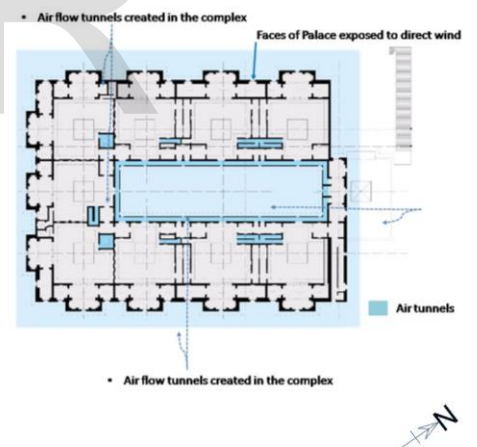 • Air flow tunnels created in the complex
Faces of Palace exposed to direct wind
Air tunnels
• Air flow tunnels created in the complex
N